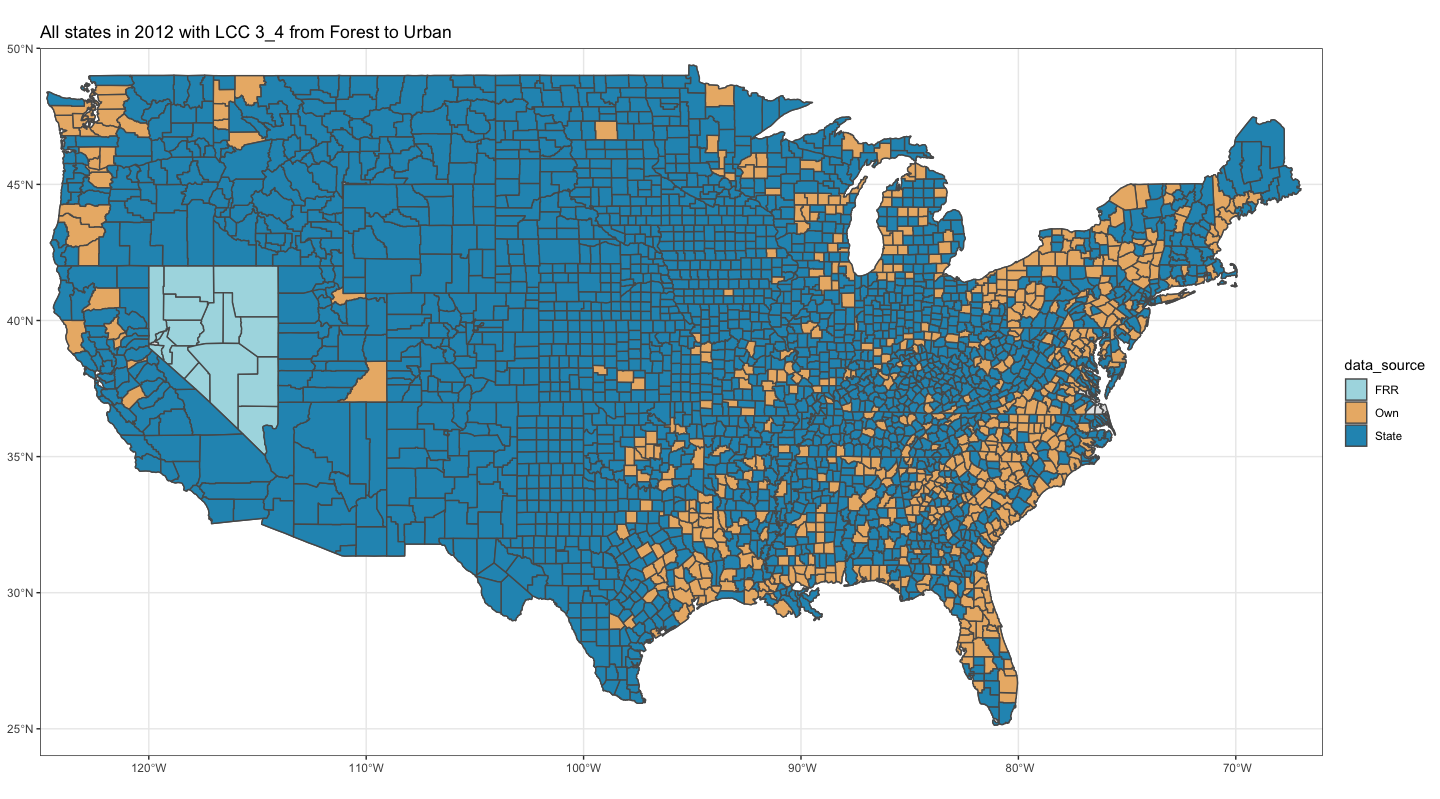 All states in 2012 with LCC 3_4 from Forest to Urban
50°N
45°N
40°N
35°N
30°N
25°N
120°W
110°W
100°W
90°W
80°W
70°W
data_source
FRR
Own
State